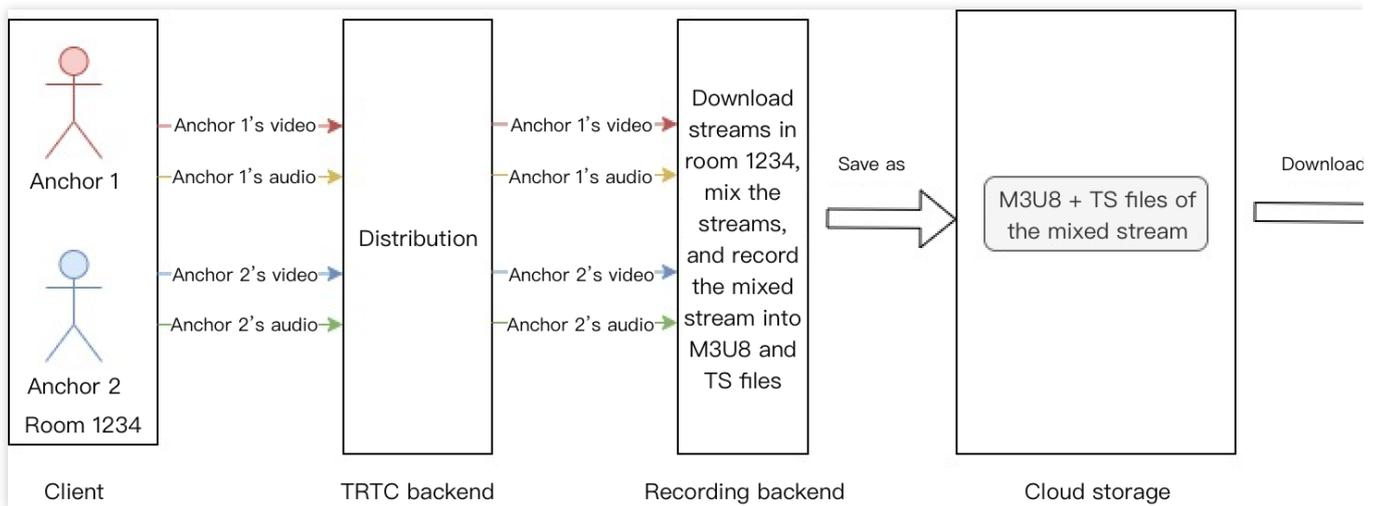 Anchor 1
Anchor 2
Room 1234
Client
Anchor 1's video
Anchor 1's audio
Anchor 2's video
Anchor 2's audio
Distribution
TRTC backend
Anchor 1's video
Anchor 1's audio
Anchor 2's video
Anchor 2's audio
Download
streams in
room 1234,
mix the
streams,
and record
the mixed
stream into
M3U8 and
TS files
Recording backend
Save as
M3U8 + TS files of
the mixed stream
Cloud storage
Download